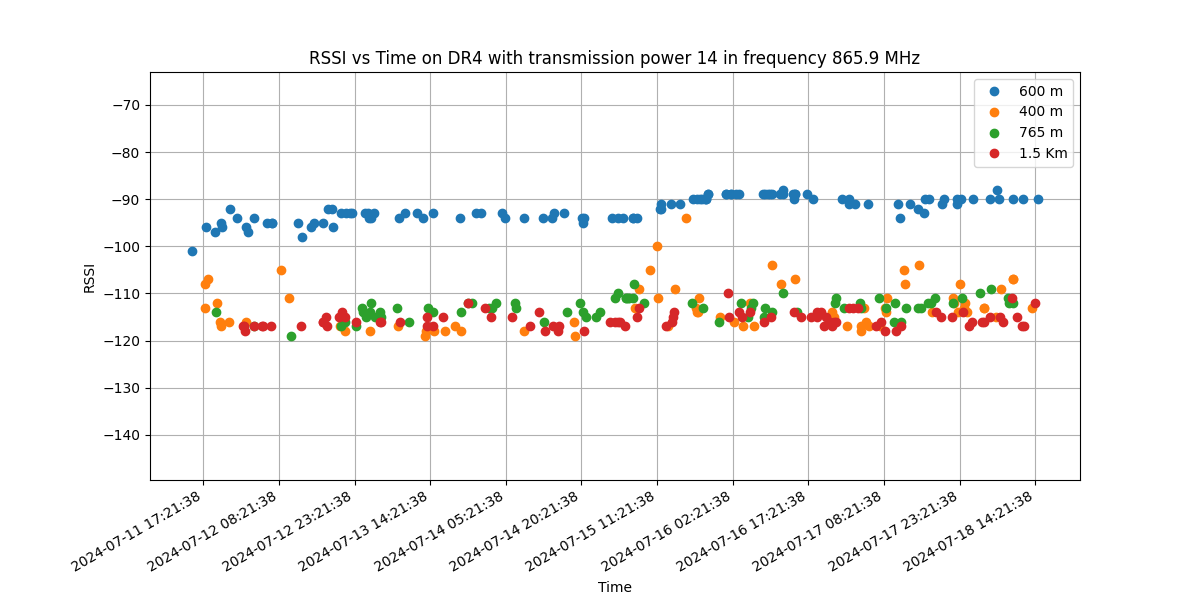 RSSI vs Time on DR4 with transmission power 14 in frequency 865.9 MHz
600 m
400 m
765 m
1.5 Km
RSSI
−70
−80
−90
−100
−110
−120
−130
−140
2024-07-11 17:21:38
2024-07-12 08:21:38
2024-07-12 23:21:38
2024-07-13 14:21:38
2024-07-14 05:21:38
2024-07-14 20:21:38
2024-07-15 11:21:38
2024-07-16 02:21:38
2024-07-16 17:21:38
2024-07-17 08:21:38
2024-07-17 23:21:38
2024-07-18 14:21:38
Time